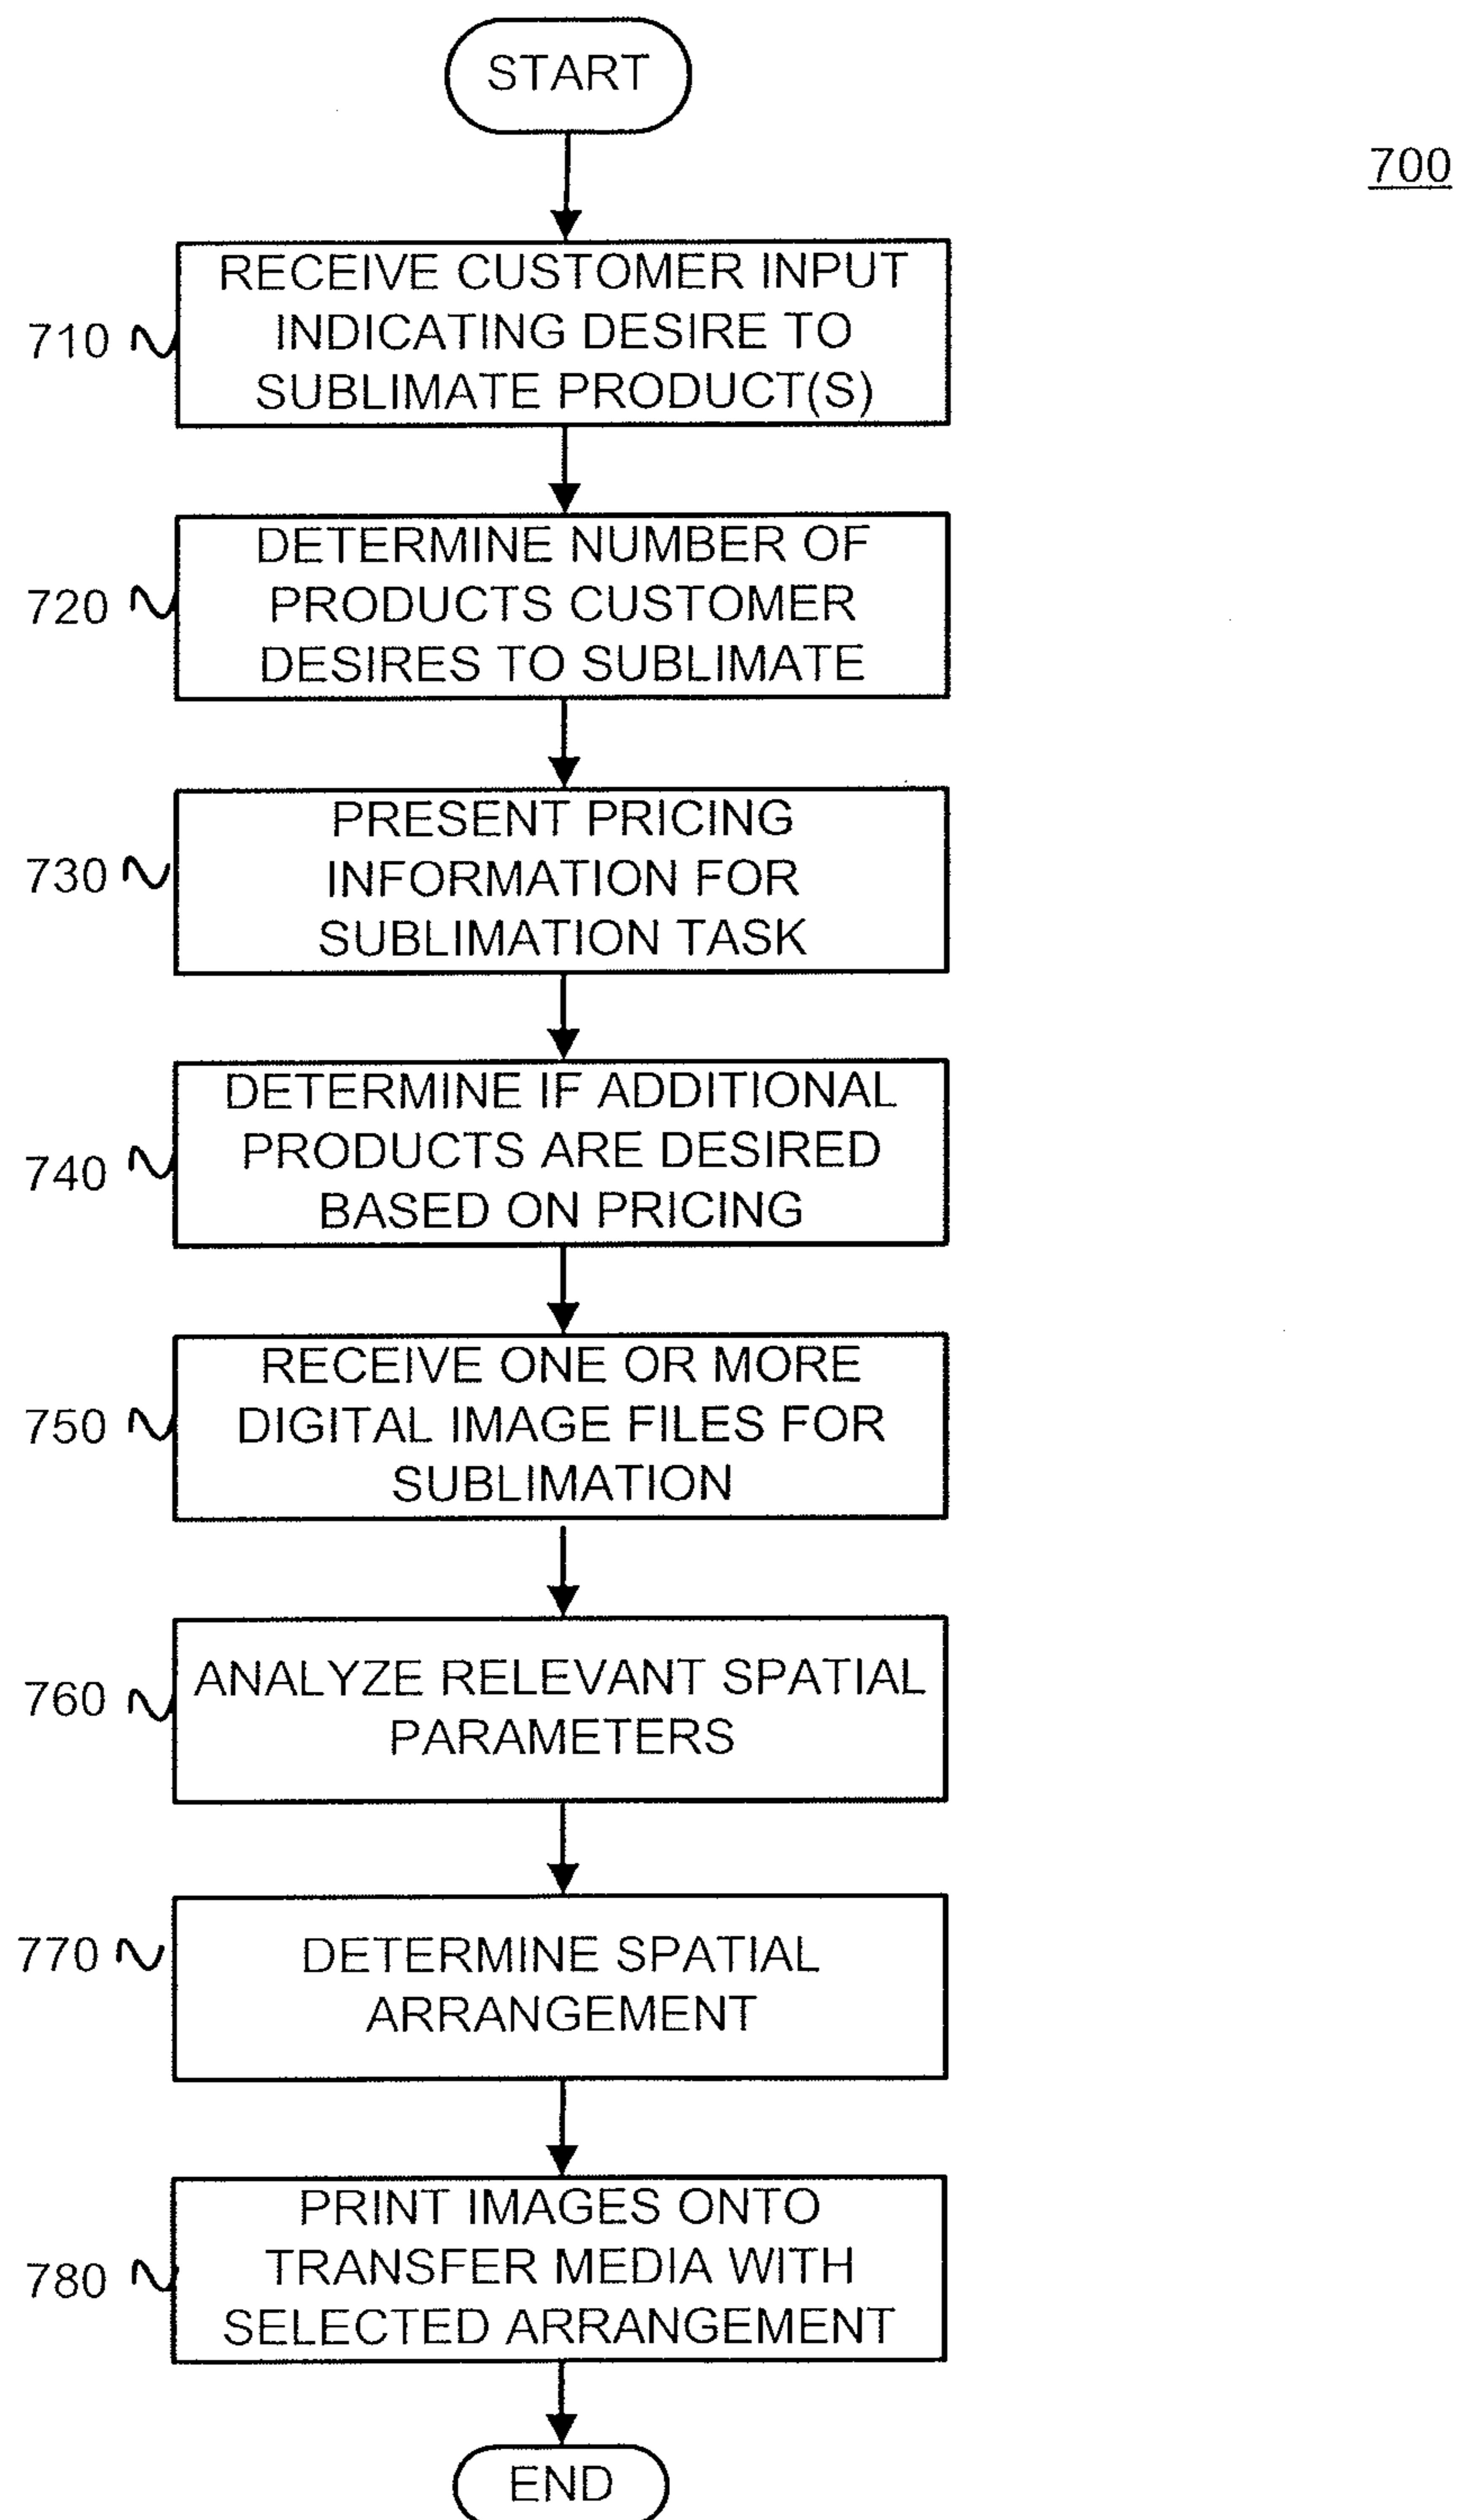 START
700
710
RECEIVE CUSTOMER INPUT
INDICATING DESIRE TO
SUBLIMATE PRODUCT(S)
720
DETERMINE NUMBER OF
PRODUCTS CUSTOMER
DESIRES TO SUBLIMATE
730
PRESENT PRICING
INFORMATION FOR
SUBLIMATION TASK
740
DETERMINE IF ADDITIONAL
PRODUCTS ARE DESIRED
BASED ON PRICING
750
RECEIVE ONE OR MORE
DIGITAL IMAGE FILES FOR
SUBLIMATION
760
ANALYZE RELEVANT SPATIAL
PARAMETERS
770
DETERMINE SPATIAL
ARRANGEMENT
780
PRINT IMAGES ONTO
TRANSFER MEDIA WITH
SELECTED ARRANGEMENT
END